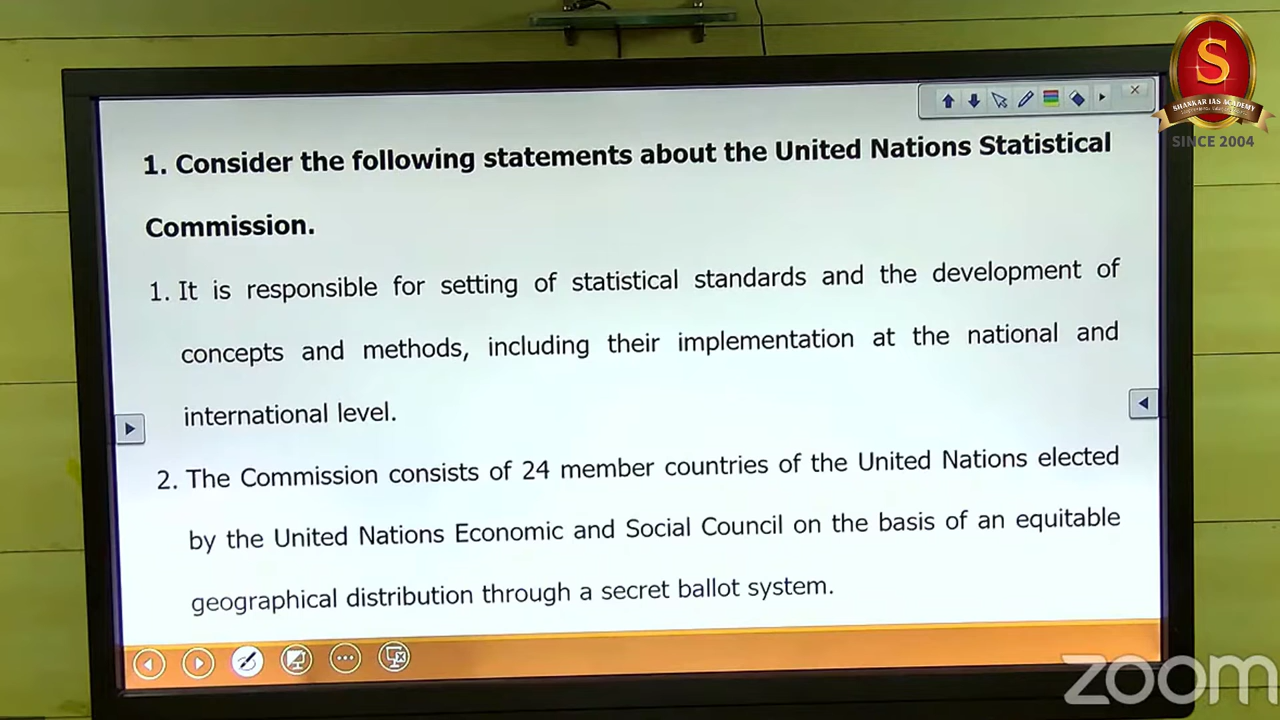 S
SHANKAR IAS ACADEMY
SINCE 2004
1. Consider the following statements about the United Nations Statistical
Commission.
1. It is responsible for setting of statistical standards and the development of
concepts and methods, including their implementation at the national and
international level.
2. The Commission consists of 24 member countries of the United Nations elected
by the United Nations Economic and Social Council on the basis of an equitable
geographical distribution through a secret ballot system.
zoom